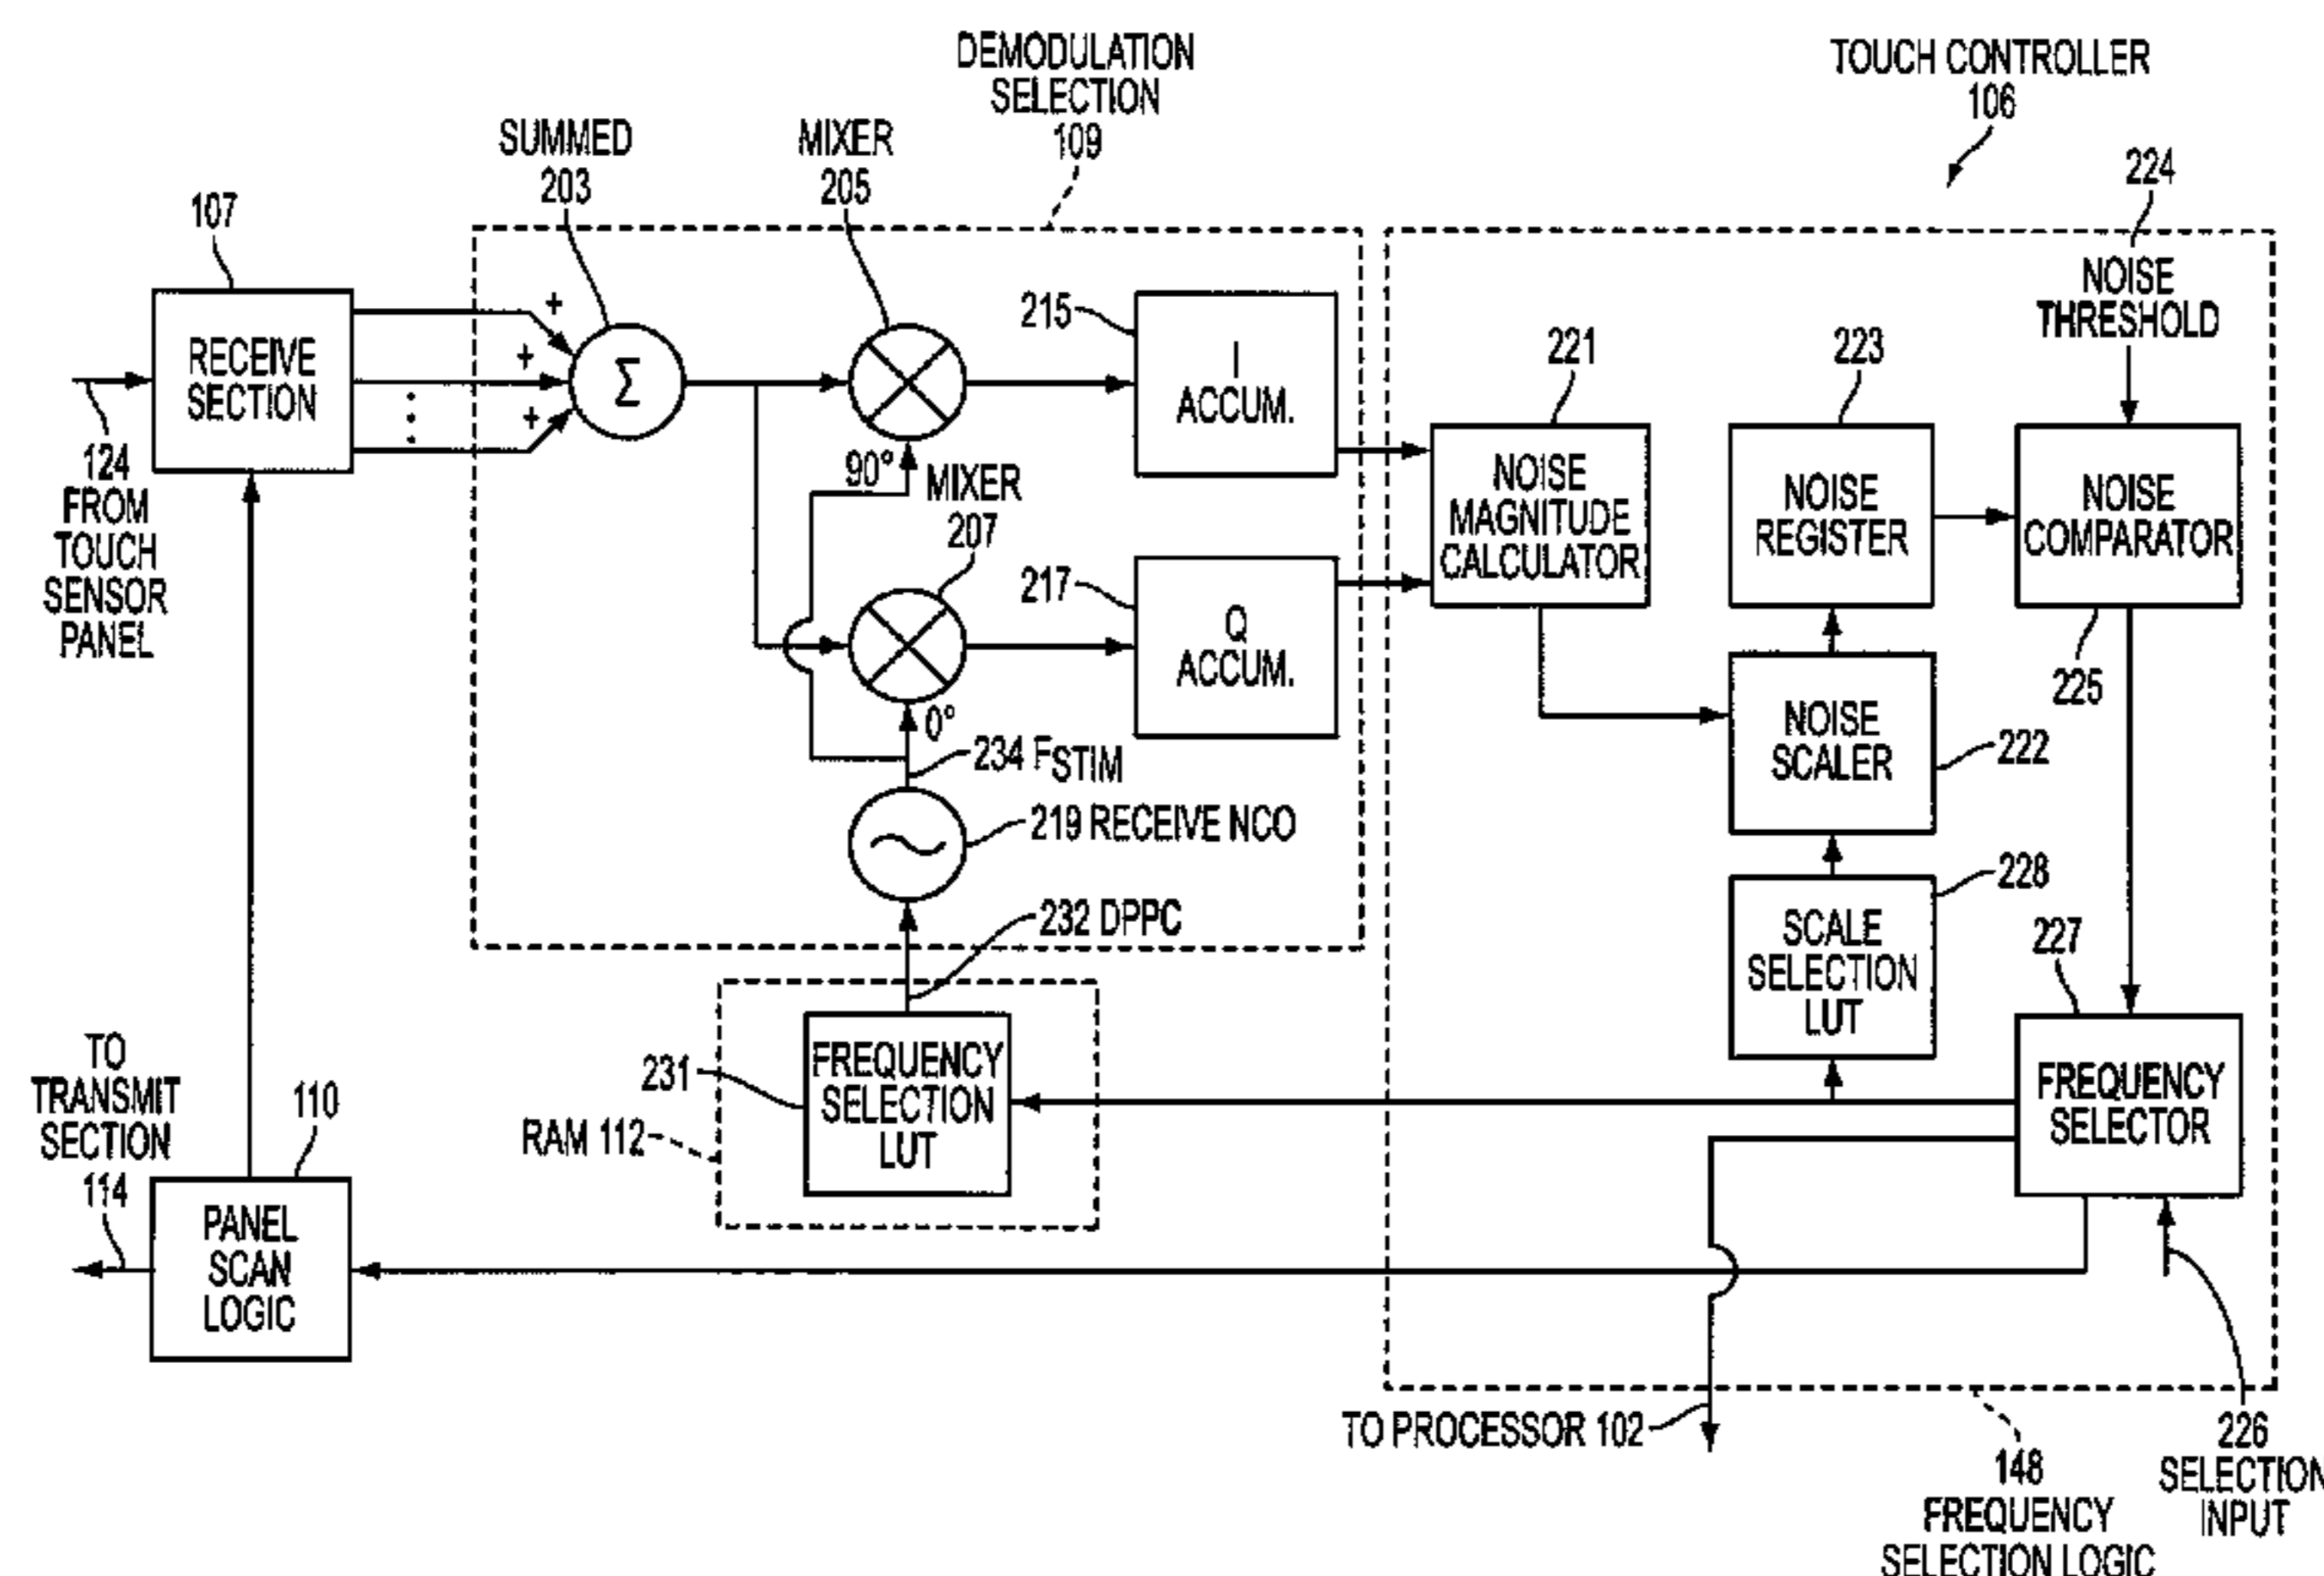 DEMODULATION
SELECTION
109
TOUCH CONTROLLER
106
SUMMED
203
MIXER
205
107
224
NOISE
THRESHOLD
RECEIVE
SECTION
+
+
+
Σ
215
I
ACCUM.
221
NOISE
MAGNITUDE
CALCULATOR
223
NOISE
REGISTER
NOISE
COMPARATOR
225
124
FROM
TOUCH
SENSOR
PANEL
90°
MIXER
207
217
Q
ACCUM.
0°
234 FSTIM
219 RECEIVE NCO
NOISE
SCALER
222
232 DPPC
SCALE
SELECTION
LUT
228
227
FREQUENCY
SELECTOR
231
FREQUENCY
SELECTION
LUT
RAM 112
TO
TRANSMIT
SECTION
114
110
PANEL
SCAN
LOGIC
TO PROCESSOR 102
148
FREQUENCY
SELECTION LOGIC
226
SELECTION
INPUT